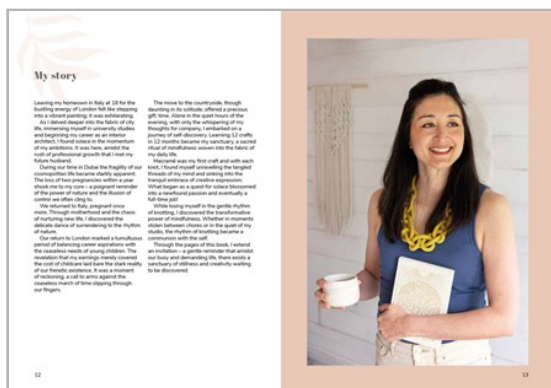 My story
Leaving my homeown in Italy at 18 for the
bustling energy of London felt like stepping
into a vibrant painting; it was exhilarating.
As I delved deeper into the fabric of city
life, immersing myself in university studies
and beginning my career as an interior
architect, I found solace in the momentum
of my ambitions. It was here, amidst the
rush of professional growth that I met my
future husband.
During our time in Dubai the fragility of our
cosmopolitan life became starkly apparent.
The loss of two pregnancies within a year
shook me to my core – a poignant reminder
of the power of nature and the illusion of
control we often cling to.
We returned to Italy, pregnant once
more. Through motherhood and the chaos
of nurturing new life, I discovered the
delicate dance of surrendering to the rhythm
of nature.
Our return to London marked a tumultuous
period of balancing career aspirations with
the ceaseless needs of young children. The
revelation that my earnings merely covered
the cost of childcare laid bare the stark reality
of our frenetic existence. It was a moment
of reckoning, a call to arms against the
ceaseless march of time slipping through
our fingers.
The move to the countryside, though
daunting in its solitude, offered a precious
gift: time. Alone in the quiet hours of the
evening, with only the whispering of my
thoughts for company, I embarked on a
journey of self-discovery. Learning 12 crafts
in 12 months became my sanctuary, a sacred
ritual of mindfulness woven into the fabric of
my daily life.
Macramé was my first craft and with each
knot, I found myself unravelling the tangled
threads of my mind and sinking into the
tranquil embrace of creative expression.
What began as a quest for solace blossomed
into a newfound passion and eventually a
full-time job!
While losing myself in the gentle rhythm
of knotting, I discovered the transformative
power of mindfulness. Whether in moments
stolen between chores or in the quiet of my
studio, the rhythm of knotting became a
communion with the self.
Through the pages of this book, I extend
an invitation – a gentle reminder that amidst
our busy and demanding life, there exists a
sanctuary of stillness and creativity waiting
to be discovered.
12
13